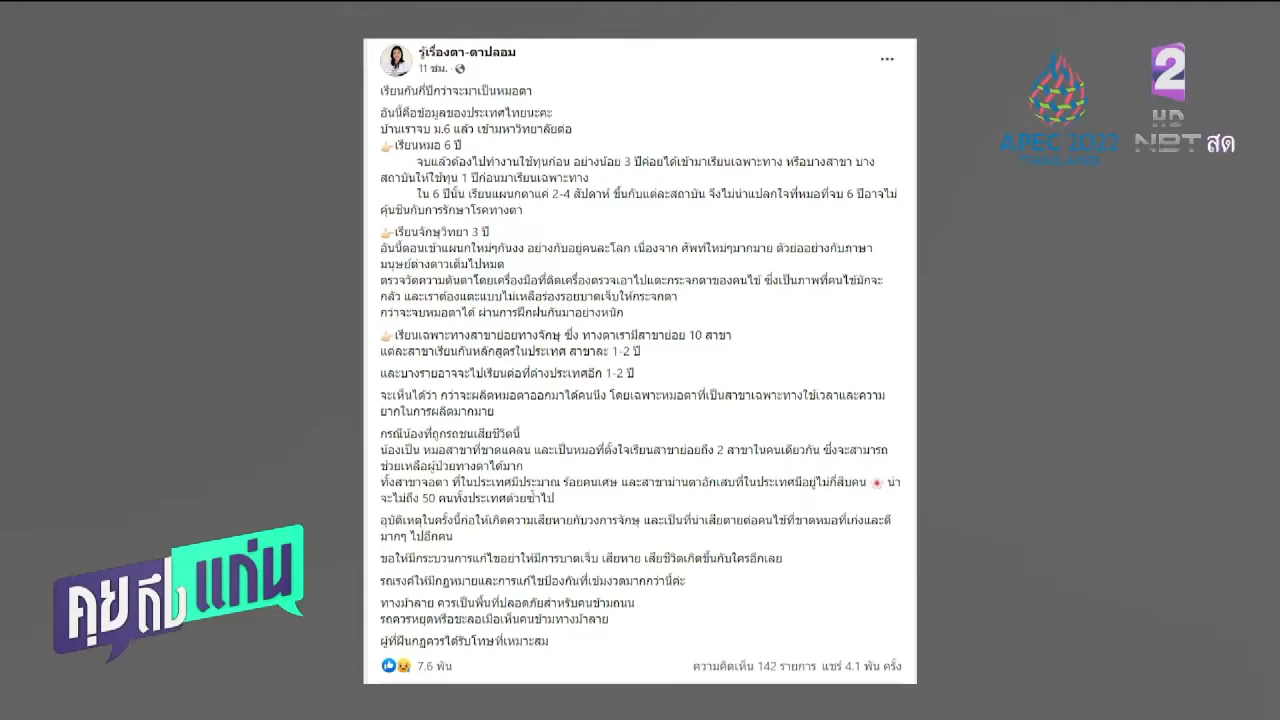 รู้เรื่องตา-ตาปลอม
11 ชม.
เรียนกันกี่ปีกว่าจะมาเป็นหมอตา
อันนี้คือข้อมูลของประเทศไทยนะคะ
บ้านเราจบ ม.6 แล้ว เข้ามหาวิทยาลัยต่อ
👉🏻เรียนหมอ 6 ปี
จบแล้วต้องไปทำงานใช้ทุนก่อน อย่างน้อย 3 ปีค่อยได้เข้ามาเรียนเฉพาะทาง หรือบางสาขา บาง
สถาบันให้ใช้ทุน 1 ปีก่อนมาเรียนเฉพาะทาง
ใน 6 ปีนั้น เรียนแผนกตาแค่ 2-4 สัปดาห์ ขึ้นกับแต่ละสถาบัน จึงไม่น่าแปลกใจที่หมอที่จบ 6 ปีอาจไม่
คุ้นชินกับการรักษาโรคทางตา
👉🏻เรียนจักษุวิทยา 3 ปี
อันนี้ตอนเข้าแผนกใหม่ๆก้นงง อย่างกับอยู่คนละโลก เนื่องจาก ศัพท์ใหม่ๆมากมาย ตัวย่ออย่างกับภาษา
มนุษย์ต่างดาวเต็มไปหมด
ตรวจวัดความดันตาโดยเครื่องมือที่ติดเครื่องตรวจเอาไปแตะกระจกตาของคนไข้ ซึ่งเป็นภาพที่คนไข้มักจะ
กลัว และเราต้องแตะแบบไม่เหลือร่องรอยบาดเจ็บให้กระจกตา
กว่าจะจบหมอตาได้ ผ่านการฝึกฝนกันมาอย่างหนัก
👉🏻เรียนเฉพาะทางสาขาย่อยทางจักษุ ซึ่ง ทางตาเรามีสาขาย่อย 10 สาขา
แต่ละสาขาเรียนกันหลักสูตรในประเทศ สาขาละ 1-2 ปี
และบางรายอาจจะไปเรียนต่อที่ต่างประเทศอีก 1-2 ปี
จะเห็นได้ว่า กว่าจะผลิตหมอตาออกมาได้คนนึง โดยเฉพาะหมอตาที่เป็นสาขาเฉพาะทางใช้เวลาและความ
ยากในการผลิตมากมาย
กรณีน้องที่ถูกรถชนเสียชีวิตนี้
น้องเป็น หมอสาขาที่ขาดแคลน และเป็นหมอที่ตั้งใจเรียนสาขาย่อยถึง 2 สาขาในคนเดียวกัน ซึ่งจะสามารถ
ช่วยเหลือผู้ป่วยทางตาได้มาก
ทั้งสาขาจอตา ที่ในประเทศมีประมาณ ร้อยคนเศษ และสาขาม่านตาอักเสบที่ในประเทศมีอยู่ไม่กี่สิบคน 🌸 น่า
จะไม่ถึง 50 คนทั้งประเทศด้วยซ้ำไป
อุบัติเหตุในครั้งนี้ก่อให้เกิดความเสียหายกับวงการจักษุ และเป็นที่น่าเสียดายต่อคนไข้ที่ขาดหมอที่เก่งและดี
มากๆ ไปอีกคน
ขอให้มีกระบวนการแก้ไขอย่าให้มีการบาดเจ็บ เสียหาย เสียชีวิตเกิดขึ้นกับใครอีกเลย
รณรงค์ให้มีกฎหมายและการแก้ไขป้องกันที่เข้มงวดมากกว่านี้ค่ะ
ทางม้าลาย ควรเป็นพื้นที่ปลอดภัยสำหรับคนข้ามถนน
รถควรหยุดหรือชะลอเมื่อเห็นคนข้ามทางม้าลาย
ผู้ที่ฝืนกฏควรได้รับโทษที่เหมาะสม
7.6 พัน
ความคิดเห็น 142 รายการ แชร์ 4.1 พัน ครั้ง
APEC 2022
THAILAND
2
HD
NBT สด
คุยถึงแก่น